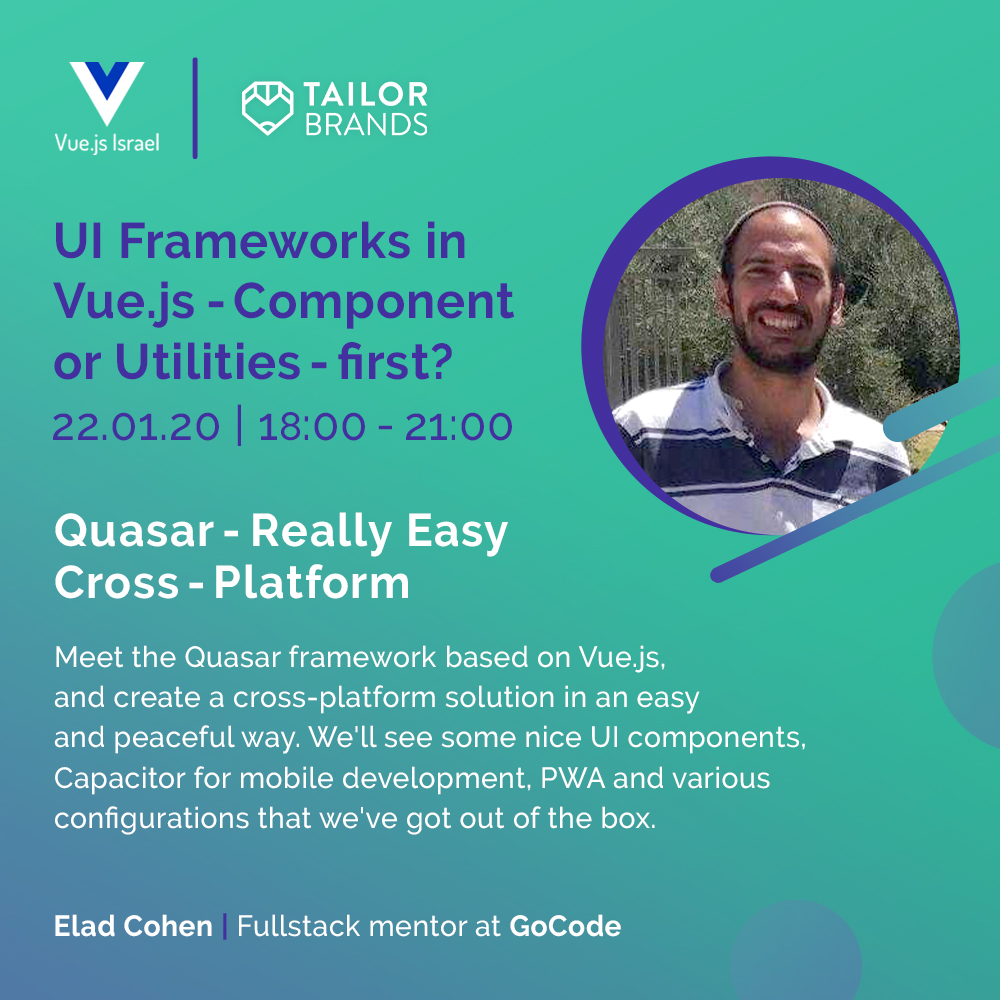 Vue.js Israel
TAILOR
BRANDS
UI Frameworks in
Vue.js - Component
or Utilities - first?
22.01.20 | 18:00 - 21:00
Quasar - Really Easy
Cross - Platform
Meet the Quasar framework based on Vue.js,
and create a cross-platform solution in an easy
and peaceful way. We'll see some nice UI components,
Capacitor for mobile development, PWA and various
configurations that we've got out of the box.
Elad Cohen | Fullstack mentor at GoCode